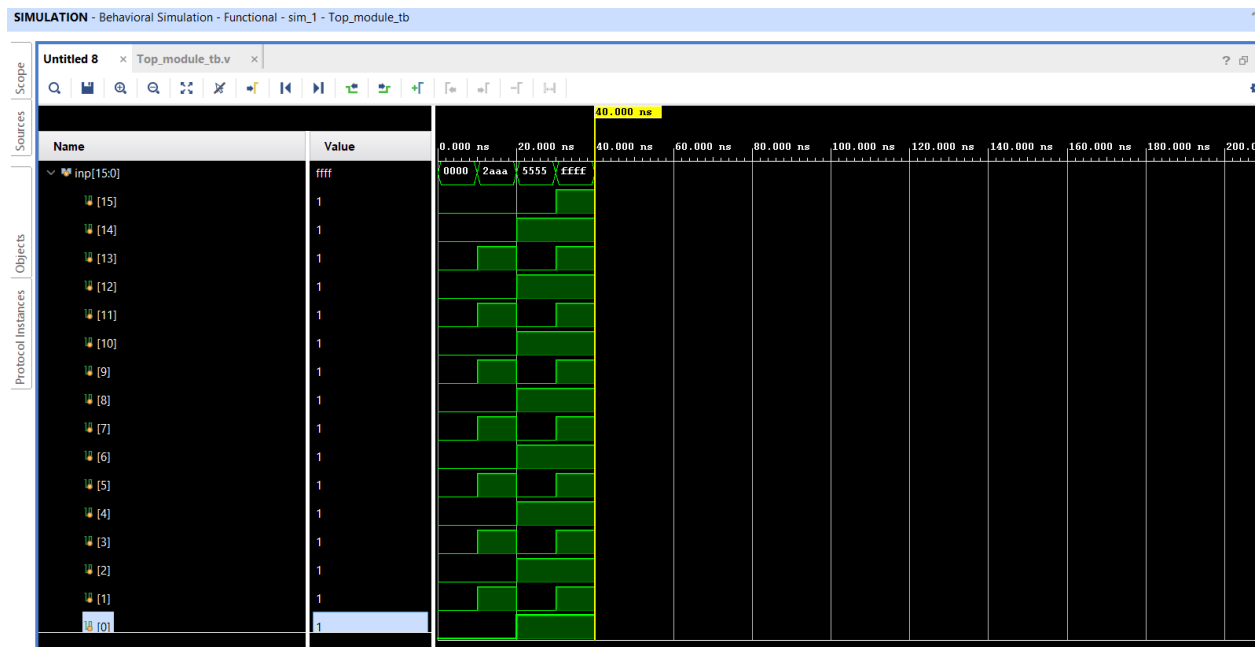 SIMULATION - Behavioral Simulation - Functional - sim_1 - Top_module_tb
Scope
Sources
Objects
Protocol Instances
Untitled 8 × Top_module_tb.v ×
?
40.000 ns
Name Value
0.000 ns 20.000 ns 40.000 ns 60.000 ns 80.000 ns 100.000 ns 120.000 ns 140.000 ns 160.000 ns 180.000 ns 200.0
inp[15:0] ffff 0000 2aaa 5555 ffff
[15] 1
[14] 1
[13] 1
[12] 1
[11] 1
[10] 1
[9] 1
[8] 1
[7] 1
[6] 1
[5] 1
[4] 1
[3] 1
[2] 1
[1] 1
[0] 1